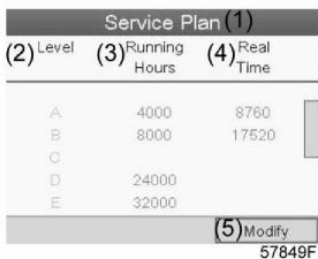 Service Plan (1)
(2) Level (3) Running Hours (4) Real Time
A 4000 8760
B 8000 17520
C
D 24000
E 32000
(5) Modify
57849F